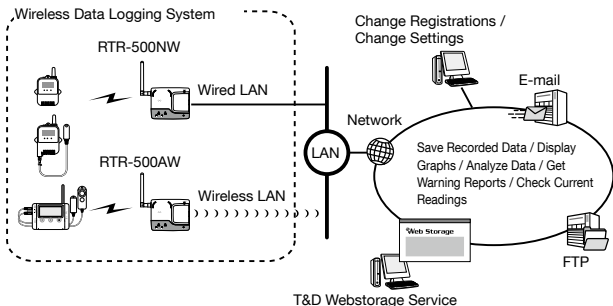 Wireless Data Logging System
RTR-500NW
Wired LAN
RTR-500AW
Wireless LAN
LAN
Network
Change Registrations /
Change Settings
E-mail
Save Recorded Data / Display
Graphs / Analyze Data / Get
Warning Reports / Check Current
Readings
Web Storage
FTP
T&D Webstorage Service